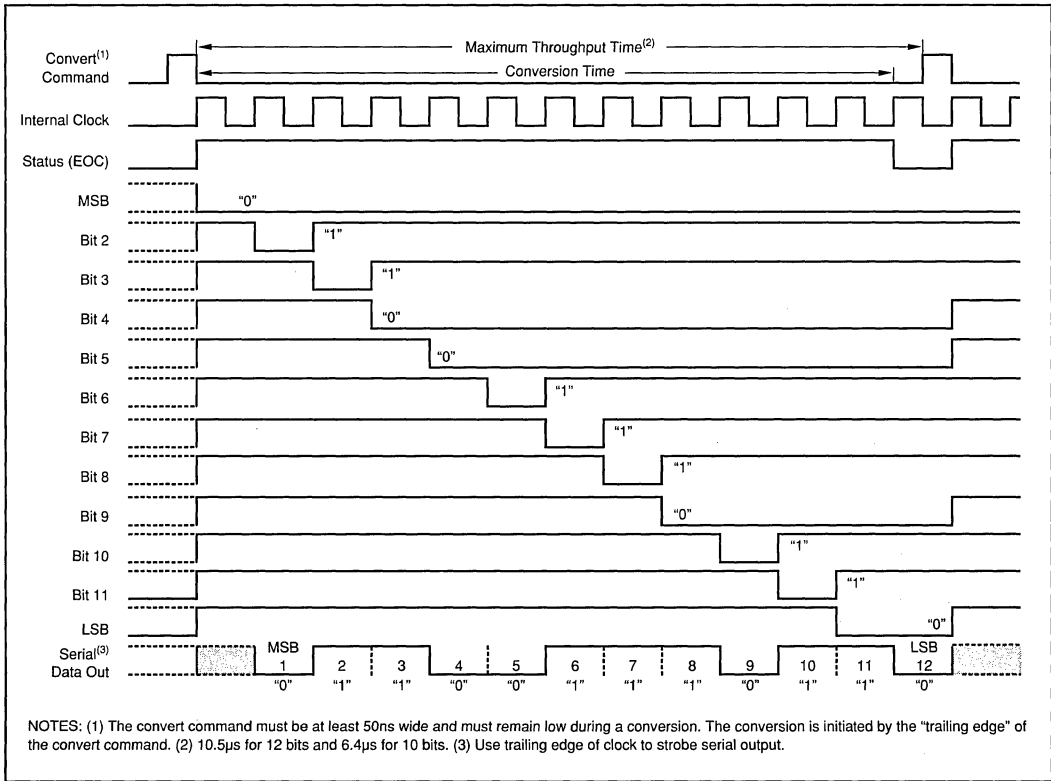 Convert(1)
Command
Maximum Throughput Time(2)
Conversion Time
Internal Clock
Status (EOC)
MSB
"0"
Bit 2
"1"
Bit 3
"1"
Bit 4
"0"
Bit 5
"0"
Bit 6
"1"
Bit 7
"1"
Bit 8
"1"
Bit 9
"0"
Bit 10
"1"
Bit 11
"1"
LSB
"0"
Serial(3)
Data Out
MSB LSB
1 2 3 4 5 6 7 8 9 10 11 12
"0" "1" "1" "0" "0" "1" "1" "1" "0" "1" "1" "0"
NOTES: (1) The convert command must be at least 50ns wide and must remain low during a conversion. The conversion is initiated by the "trailing edge" of
the convert command. (2) 10.5µs for 12 bits and 6.4µs for 10 bits. (3) Use trailing edge of clock to strobe serial output.